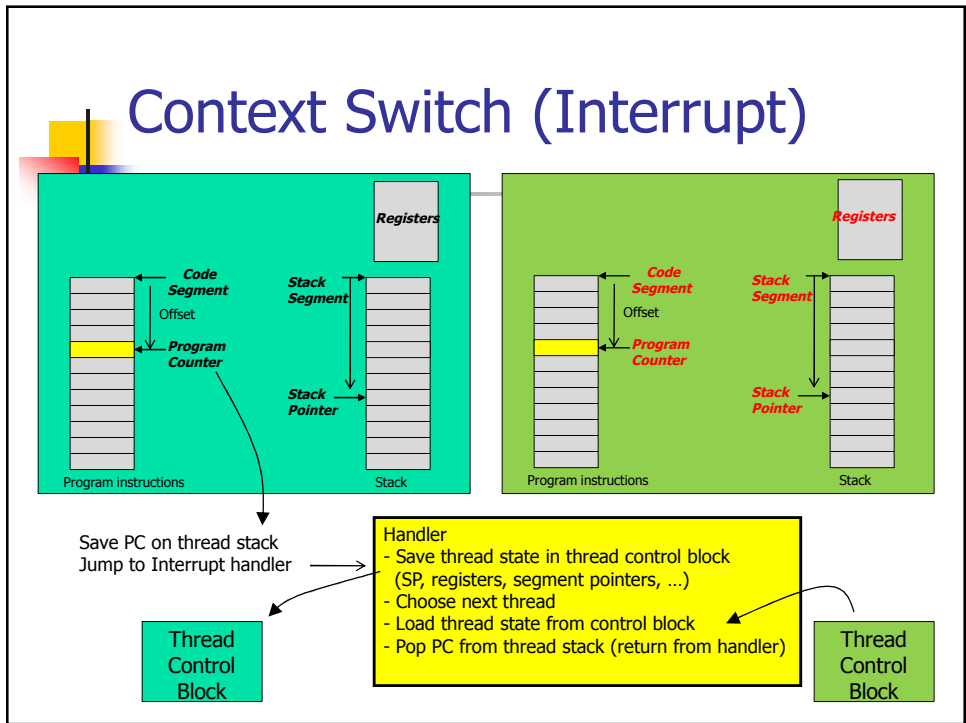 Context Switch (Interrupt)
Registers
Code
Segment
Offset
Program
Counter
Stack
Segment
Stack
Pointer
Program instructions
Stack
Registers
Code
Segment
Offset
Program
Counter
Stack
Segment
Stack
Pointer
Program instructions
Stack
Save PC on thread stack
Jump to Interrupt handler
Handler
- Save thread state in thread control block
(SP, registers, segment pointers, …)
- Choose next thread
- Load thread state from control block
- Pop PC from thread stack (return from handler)
Thread
Control
Block
Thread
Control
Block